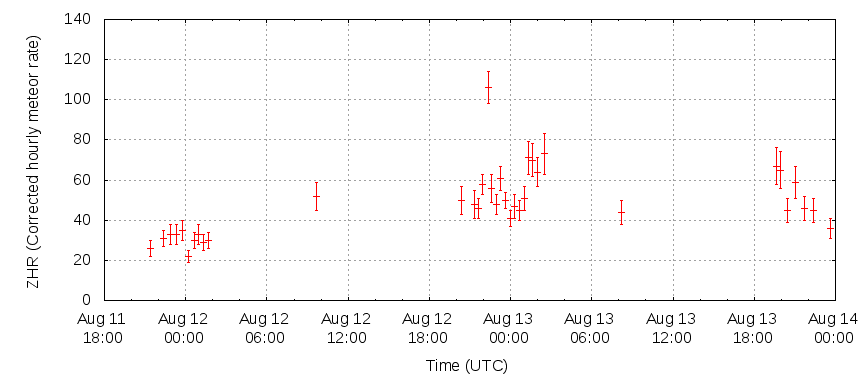 140
120
100
80
60
40
20
0
ZHR (Corrected hourly meteor rate)
Aug 11 Aug 12 Aug 12 Aug 12 Aug 12 Aug 13 Aug 13 Aug 13 Aug 13 Aug 14
18:00 00:00 06:00 12:00 18:00 00:00 06:00 12:00 18:00 00:00
Time (UTC)